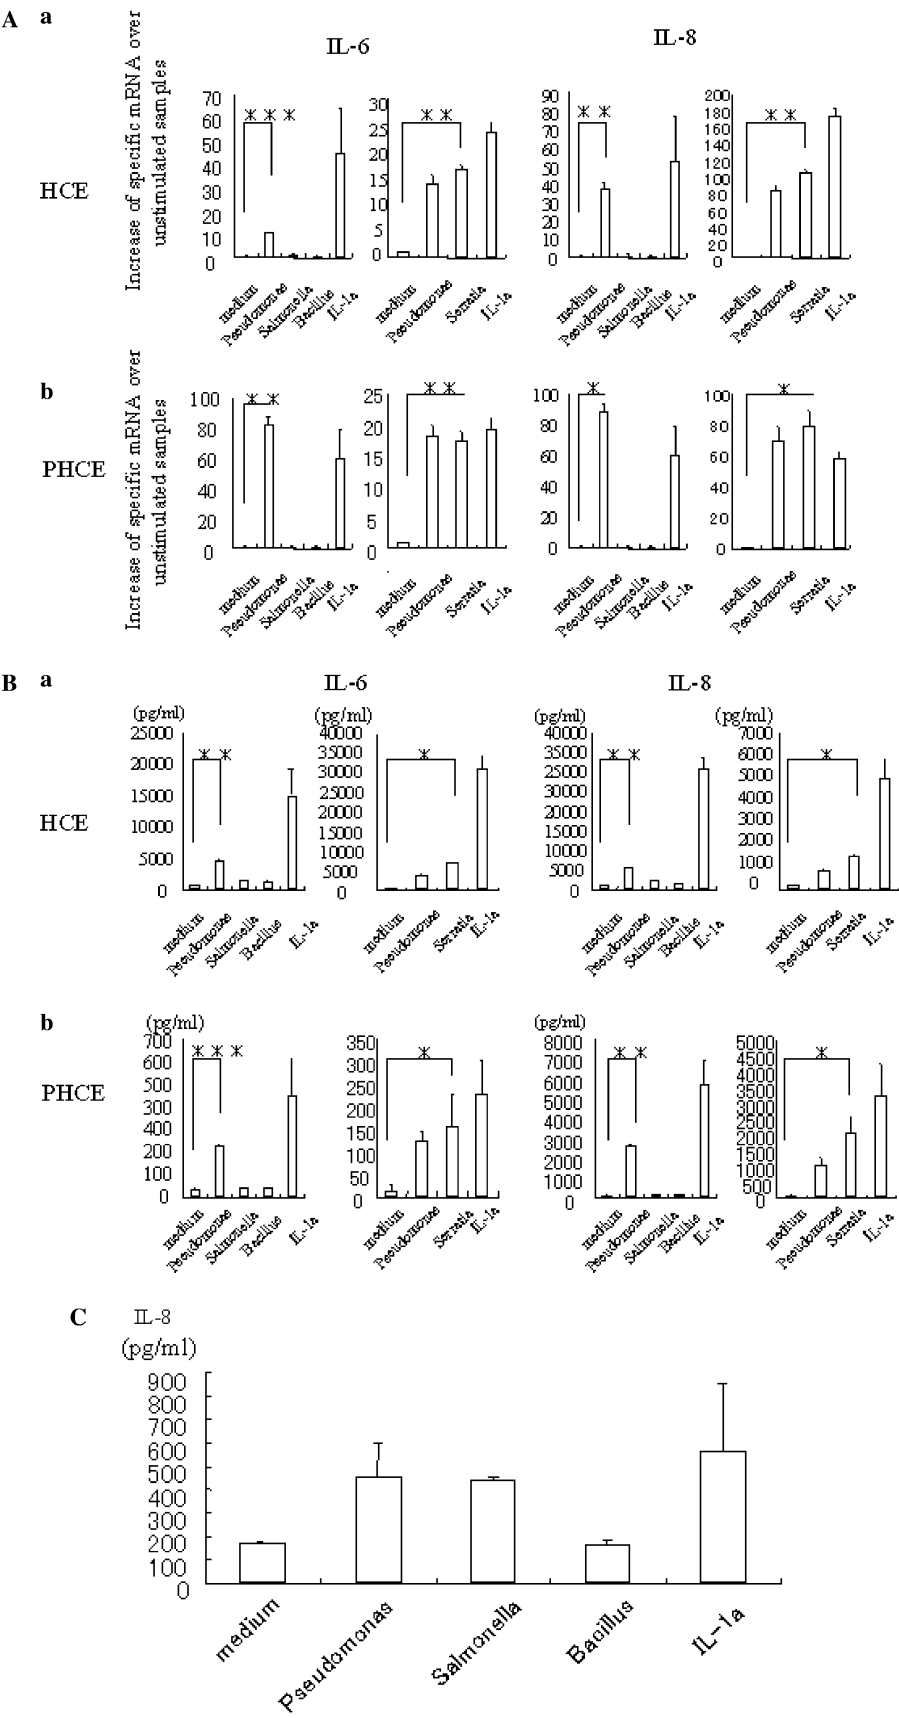 A a
IL-6 IL-8
Increase of specific mRNA over
unstimulated samples
HCE
70 60 50 40 30 20 10 0
* * *
medium Pseudomonas Salmonella Bacillus IL-1a
30 25 20 15 10 5 0
* *
medium Pseudomonas Serratia IL-1a
90 80 70 60 50 40 30 20 10 0
* *
medium Pseudomonas Salmonella Bacillus IL-1a
200 180 160 140 120 100 80 60 40 20 0
* *
medium Pseudomonas Serratia IL-1a
b
Increase of specific mRNA over
unstimulated samples
PHCE
100 80 60 40 20 0
* *
medium Pseudomonas Salmonella Bacillus IL-1a
25 20 15 10 5 0
* *
medium Pseudomonas Serratia IL-1a
100 80 60 40 20 0
*
medium Pseudomonas Salmonella Bacillus IL-1a
100 80 60 40 20 0
*
medium Pseudomonas Serratia IL-1a
B a
IL-6 IL-8
HCE
(pg/ml)
25000 20000 15000 10000 5000 0
* *
medium Pseudomonas Salmonella Bacillus IL-1a
(pg/ml)
40000 35000 30000 25000 20000 15000 10000 5000 0
*
medium Pseudomonas Serratia IL-1a
(pg/ml)
40000 35000 30000 25000 20000 15000 10000 5000 0
* *
medium Pseudomonas Salmonella Bacillus IL-1a
(pg/ml)
7000 6000 5000 4000 3000 2000 1000 0
*
medium Pseudomonas Serratia IL-1a
b
PHCE
(pg/ml)
700 600 500 400 300 200 100 0
* * *
medium Pseudomonas Salmonella Bacillus IL-1a
350 300 250 200 150 100 50 0
*
medium Pseudomonas Serratia IL-1a
(pg/ml)
8000 7000 6000 5000 4000 3000 2000 1000 0
* *
medium Pseudomonas Salmonella Bacillus IL-1a
5000 4500 4000 3500 3000 2500 2000 1500 1000 500 0
*
medium Pseudomonas Serratia IL-1a
C IL-8
(pg/ml)
900
800
700
600
500
400
300
200
100
0
medium Pseudomonas Salmonella Bacillus IL-1a